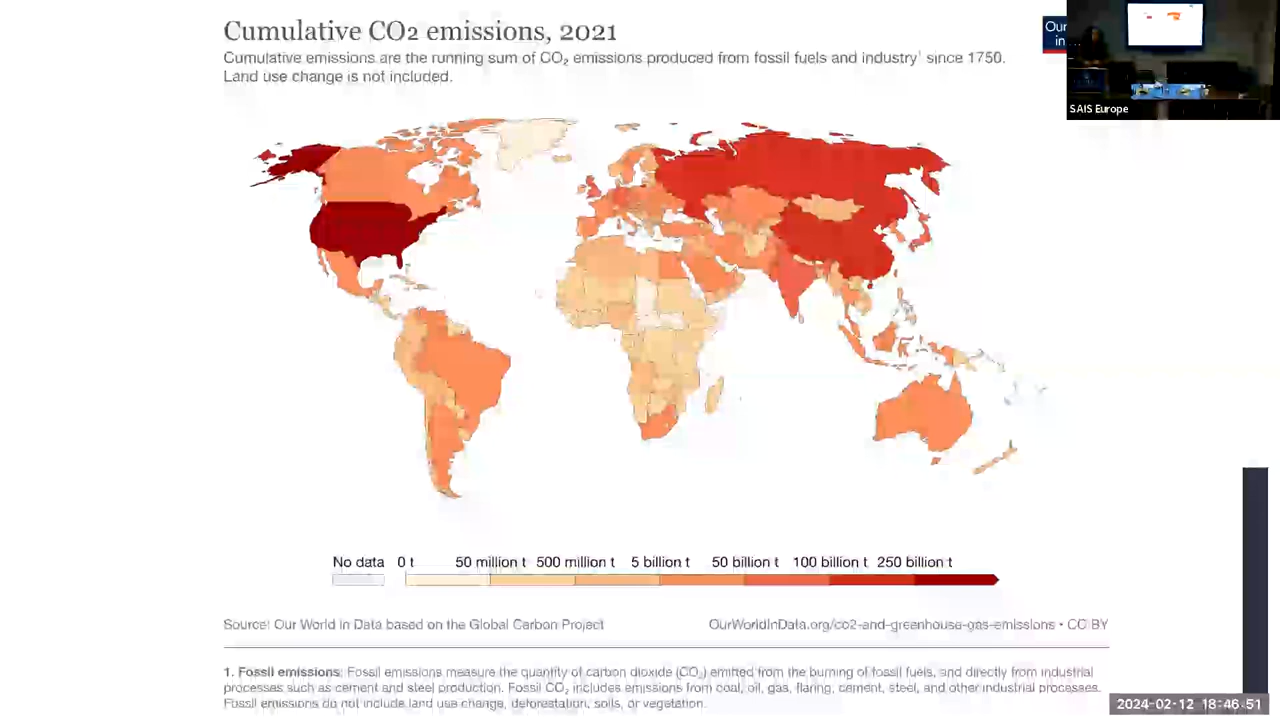 Cumulative CO₂ emissions, 2021
Cumulative emissions are the running sum of CO₂ emissions produced from fossil fuels and industry¹ since 1750.
Land use change is not included.
Our
in
SAIS Europe
No data 0 t 50 million t 500 million t 5 billion t 50 billion t 100 billion t 250 billion t
Source: Our World in Data based on the Global Carbon Project
OurWorldInData.org/co2-and-greenhouse-gas-emissions • CC BY
1. Fossil emissions: Fossil emissions measure the quantity of carbon dioxide (CO₂) emitted from the burning of fossil fuels, and directly from industrial
processes such as cement and steel production. Fossil CO₂ includes emissions from coal, oil, gas, flaring, cement, steel, and other industrial processes.
Fossil emissions do not include land use change, deforestation, soils, or vegetation.
2024-02-12 18:46:51